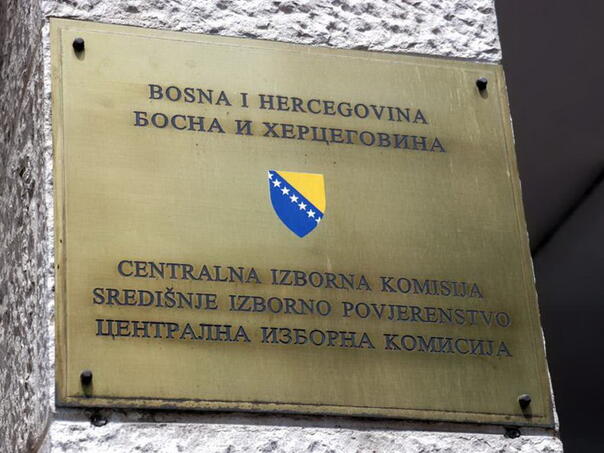 BOSNA I HERCEGOVINA
БОСНА И ХЕРЦЕГОВИНА
CENTRALNA IZBORNA KOMISIJA
SREDIŠNJE IZBORNO POVJERENSTVO
ЦЕНТРАЛНА ИЗБОРНА КОМИСИЈА